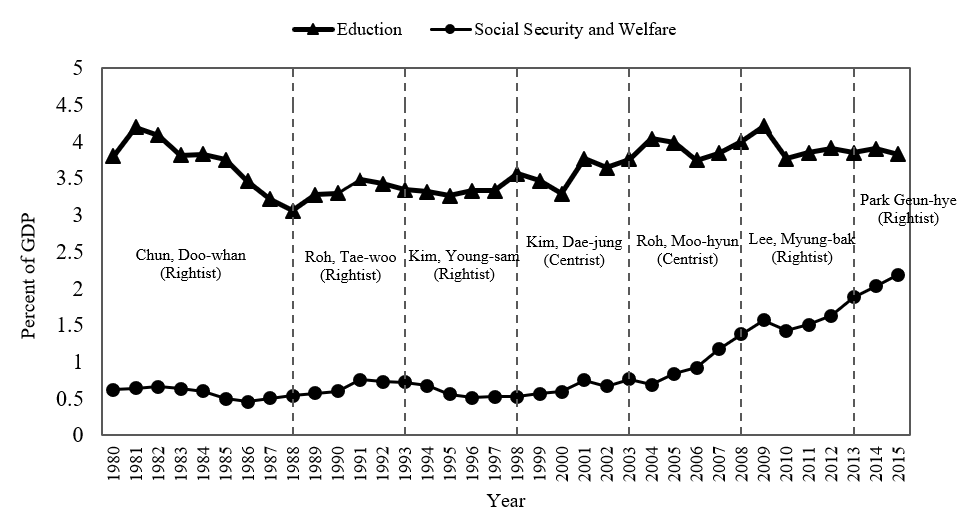 Eduction
Social Security and Welfare
5
4.5
4
3.5
3
2.5
2
1.5
1
0.5
0
Percent of GDP
Chun, Doo-whan
(Rightist)
Roh, Tae-woo
(Rightist)
Kim, Young-sam
(Rightist)
Kim, Dae-jung
(Centrist)
Roh, Moo-hyun
(Centrist)
Lee, Myung-bak
(Rightist)
Park Geun-hye
(Rightist)
1980
1981
1982
1983
1984
1985
1986
1987
1988
1989
1990
1991
1992
1993
1994
1995
1996
1997
1998
1999
2000
2001
2002
2003
2004
2005
2006
2007
2008
2009
2010
2011
2012
2013
2014
2015
Year